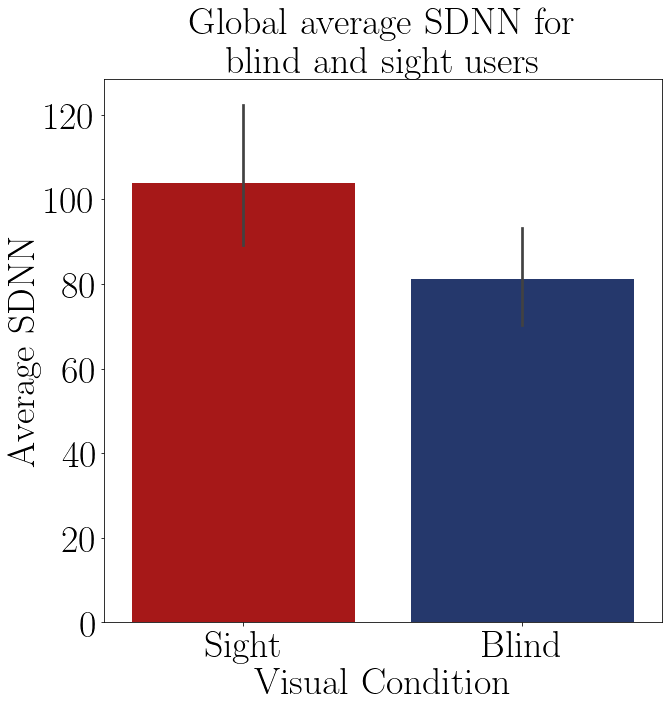 Global average SDNN for
blind and sight users
120
100
80
60
40
20
0
Average SDNN
Sight
Blind
Visual Condition